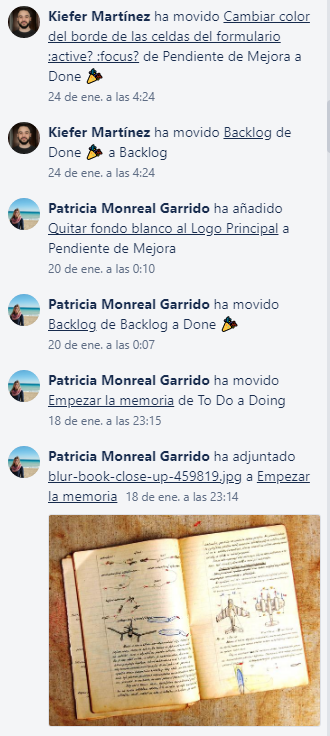 Kiefer Martínez ha movido Cambiar color
del borde de las celdas del formulario
:active? :focus? de Pendiente de Mejora a
Done 🎉
24 de ene. a las 4:24
Kiefer Martínez ha movido Backlog de
Done 🎉 a Backlog
24 de ene. a las 4:24
Patricia Monreal Garrido ha añadido
Quitar fondo blanco al Logo Principal a
Pendiente de Mejora
20 de ene. a las 0:10
Patricia Monreal Garrido ha movido
Backlog de Backlog a Done 🎉
20 de ene. a las 0:07
Patricia Monreal Garrido ha movido
Empezar la memoria de To Do a Doing
18 de ene. a las 23:15
Patricia Monreal Garrido ha adjuntado
blur-book-close-up-459819.jpg a Empezar
la memoria 18 de ene. a las 23:14